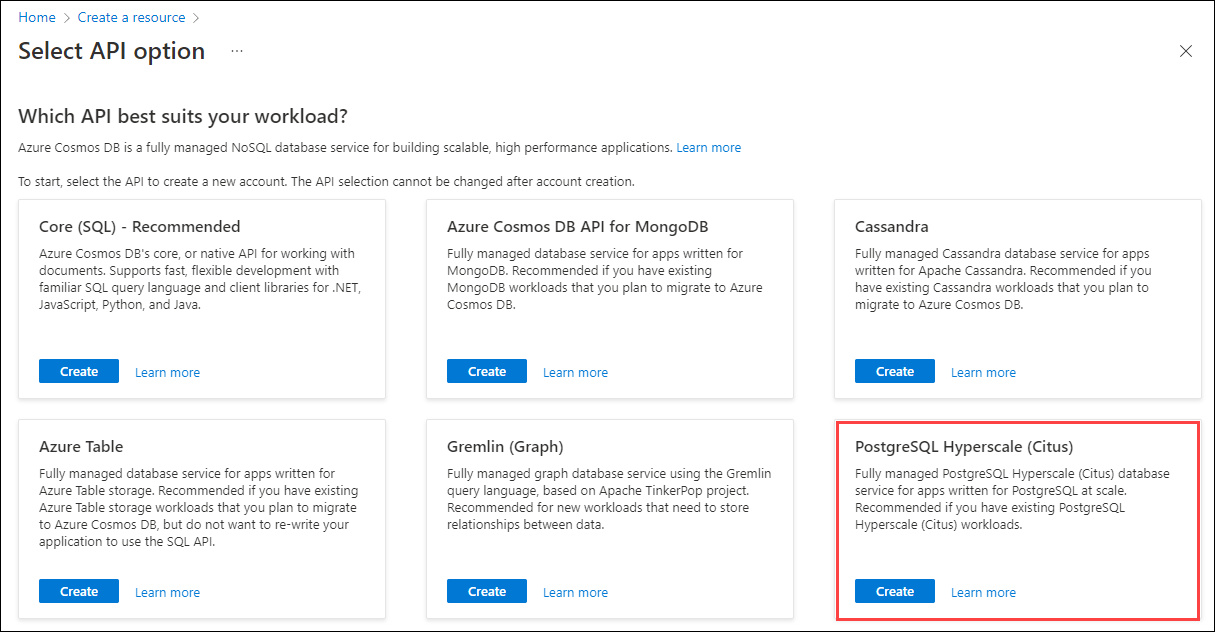 Home > Create a resource >
Select API option ...
Which API best suits your workload?
Azure Cosmos DB is a fully managed NoSQL database service for building scalable, high performance applications. Learn more
To start, select the API to create a new account. The API selection cannot be changed after account creation.
Core (SQL) - Recommended
Azure Cosmos DB's core, or native API for working with
documents. Supports fast, flexible development with
familiar SQL query language and client libraries for .NET,
JavaScript, Python, and Java.
Create Learn more
Azure Cosmos DB API for MongoDB
Fully managed database service for apps written for
MongoDB. Recommended if you have existing
MongoDB workloads that you plan to migrate to Azure
Cosmos DB.
Create Learn more
Cassandra
Fully managed Cassandra database service for apps
written for Apache Cassandra. Recommended if you
have existing Cassandra workloads that you plan to
migrate to Azure Cosmos DB.
Create Learn more
Azure Table
Fully managed database service for apps written for
Azure Table storage. Recommended if you have existing
Azure Table storage workloads that you plan to migrate
to Azure Cosmos DB, but do not want to re-write your
application to use the SQL API.
Create Learn more
Gremlin (Graph)
Fully managed graph database service using the Gremlin
query language, based on Apache TinkerPop project.
Recommended for new workloads that need to store
relationships between data.
Create Learn more
PostgreSQL Hyperscale (Citus)
Fully managed PostgreSQL Hyperscale (Citus) database
service for apps written for PostgreSQL at scale.
Recommended if you have existing PostgreSQL
Hyperscale (Citus) workloads.
Create Learn more